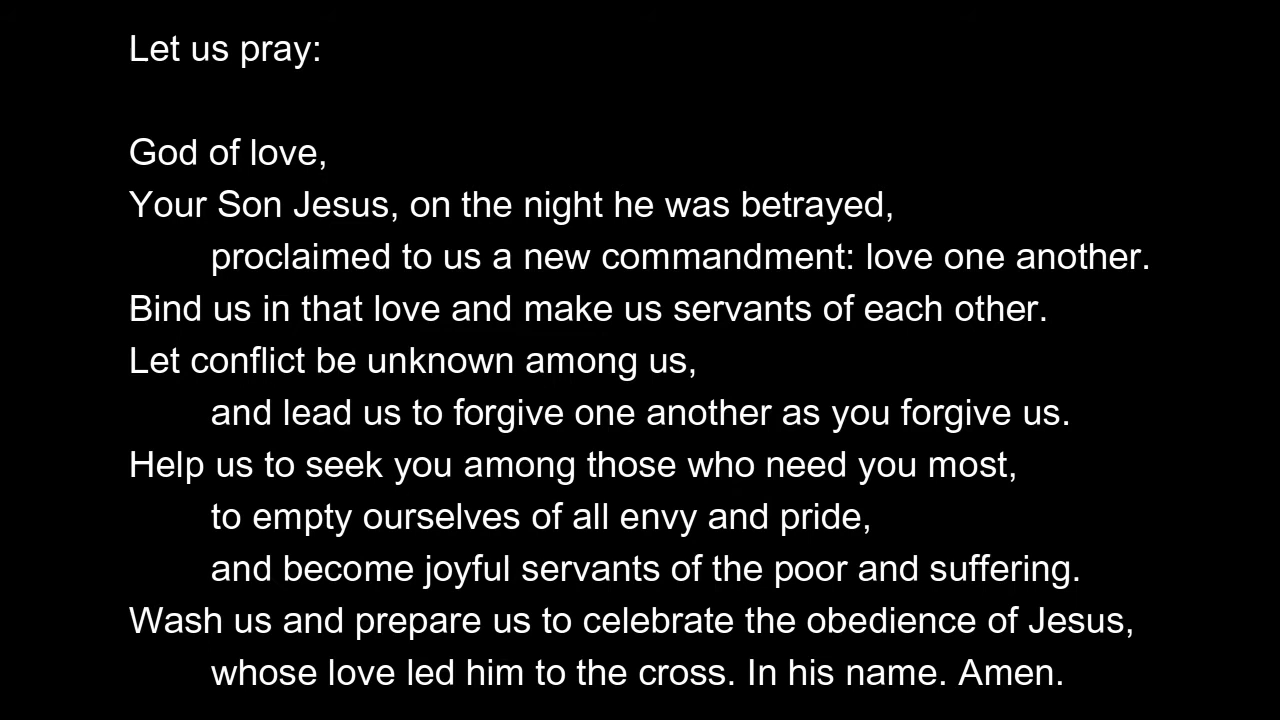 Let us pray:
God of love,
Your Son Jesus, on the night he was betrayed,
proclaimed to us a new commandment: love one another.
Bind us in that love and make us servants of each other.
Let conflict be unknown among us,
and lead us to forgive one another as you forgive us.
Help us to seek you among those who need you most,
to empty ourselves of all envy and pride,
and become joyful servants of the poor and suffering.
Wash us and prepare us to celebrate the obedience of Jesus,
whose love led him to the cross. In his name. Amen.